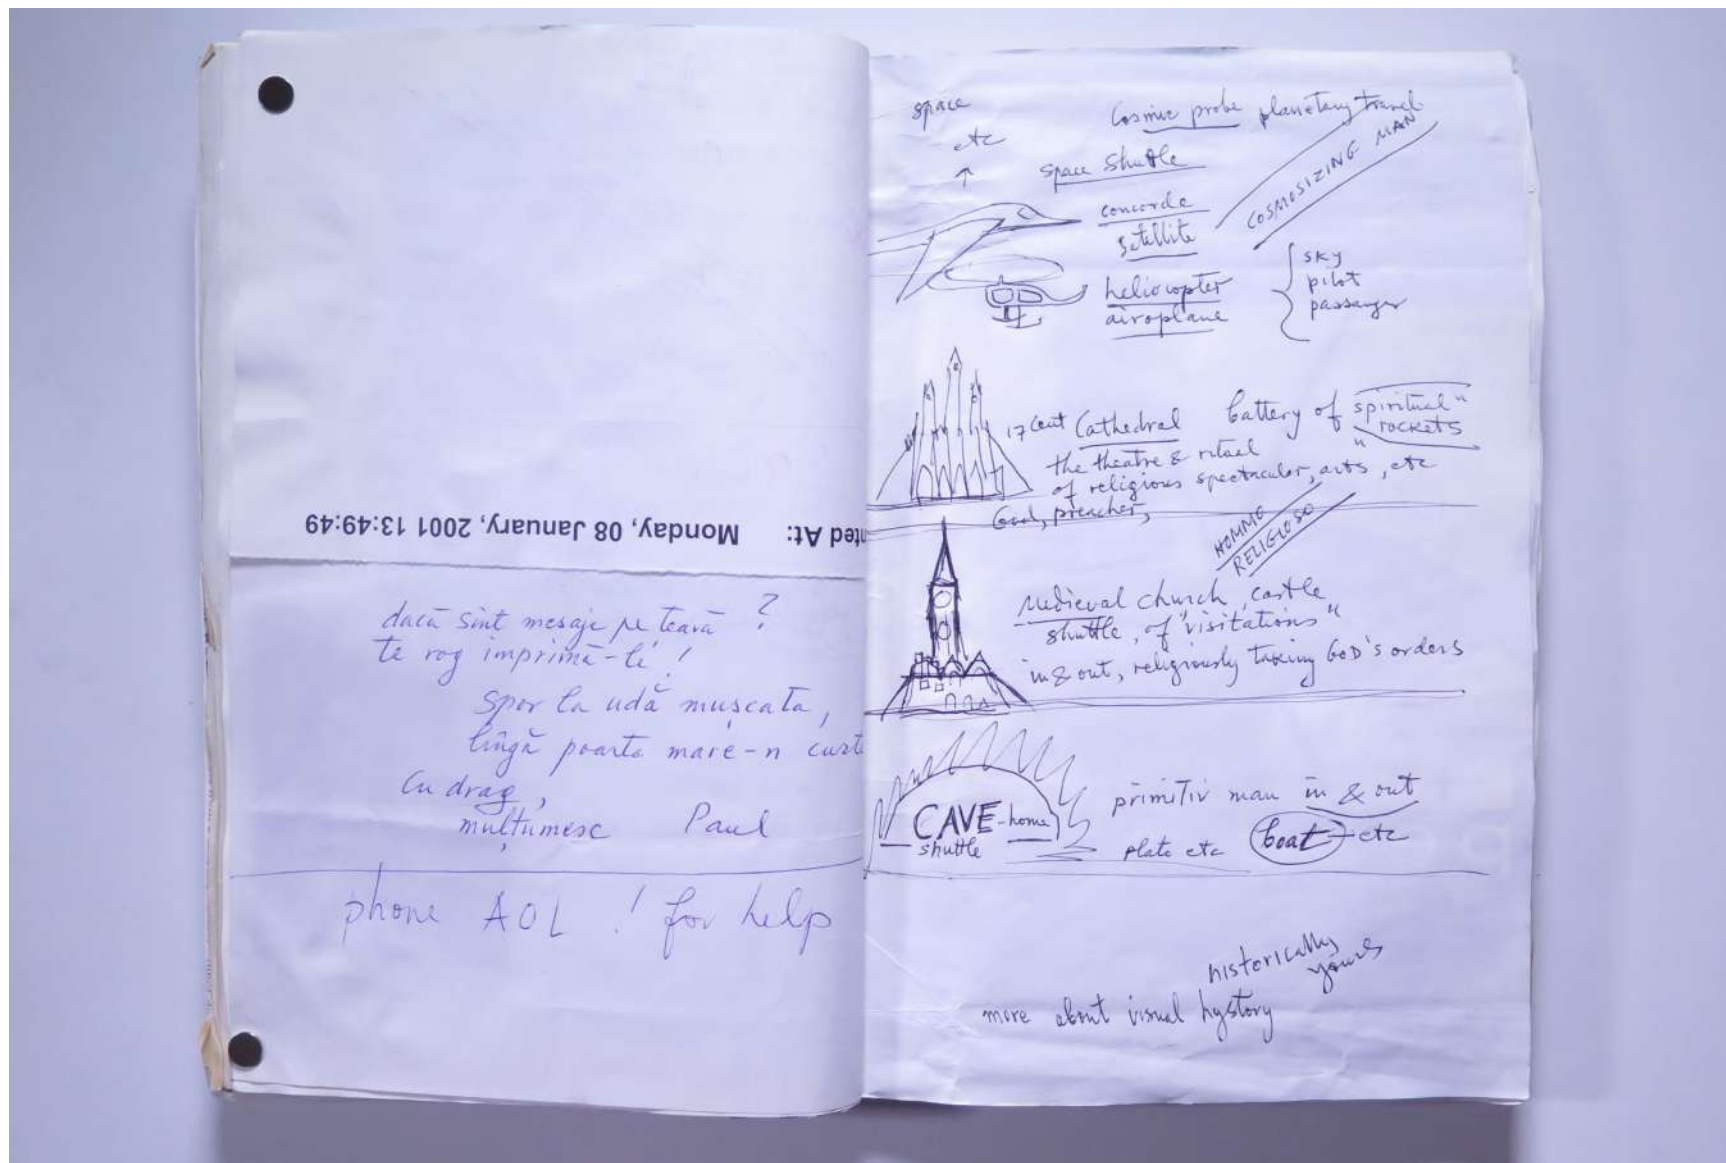 nted At: Monday, 08 January, 2001 13:49:49
dacă sînt mesaje pe țeavă ?
te rog imprimă-le !
Spor la udă mușcata,
lîngă poarta mare-n curte
Cu drag,
mulțumesc Paul
phone AOL ! for help
space
etc
↑
Cosmic probe planetary travel
space shuttle
concorde
satellite
COSMOSIZING MAN
heliocopter
airoplane
sky
pilot
passanger
17 cent Cathedral battery of "spiritual
rockets"
the theatre & ritual
of religious spectacular, arts, etc
God, preacher,
HOMMO
RELIGIOSO
Medieval church, castle
shuttle, of "visitations"
in & out, religiously taking GOD'S orders
CAVE-home
shuttle
primitiv man in & out
plate etc boat - etc
historically
yours
more about visual hystory